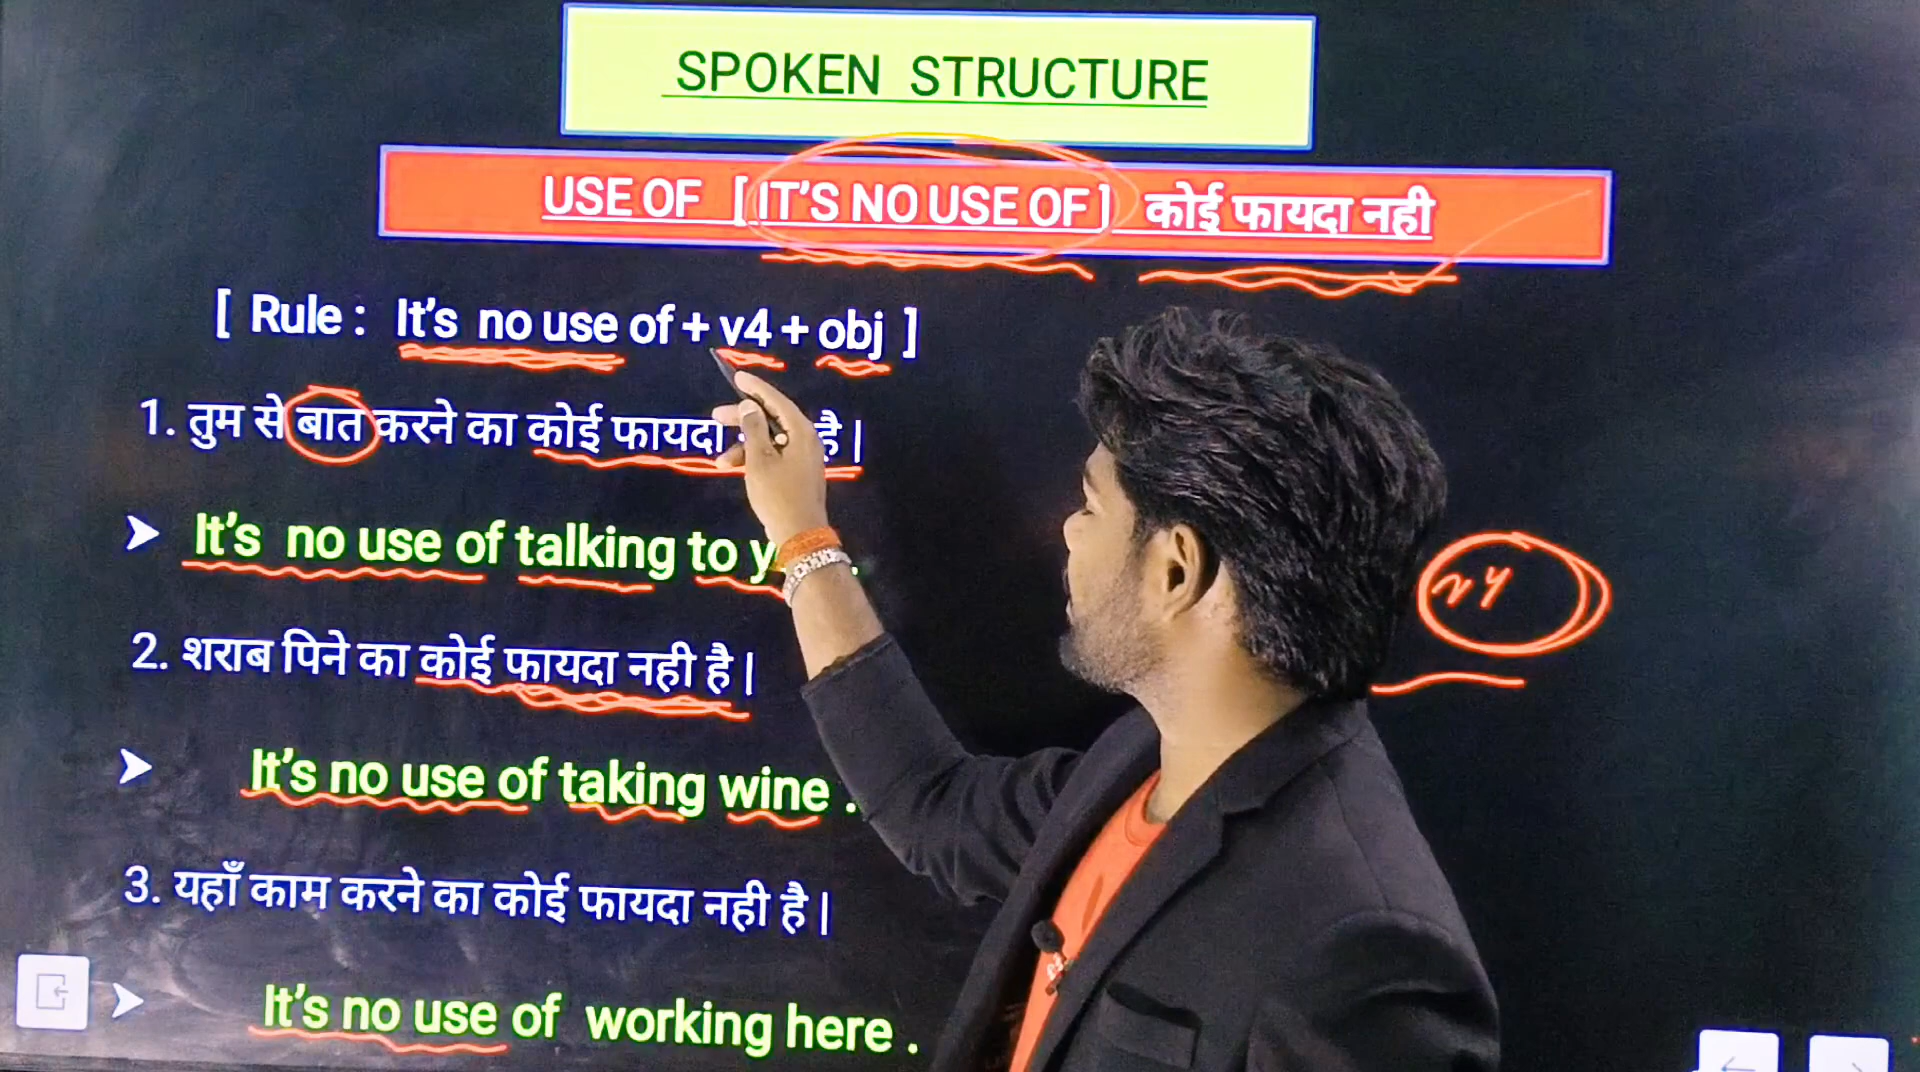 SPOKEN STRUCTURE
USE OF [ IT'S NO USE OF ] कोई फायदा नही
[ Rule : It's no use of + v4 + obj ]
1. तुम से बात करने का कोई फायदा है |
It's no use of talking to
2. शराब पिने का कोई फायदा नही है |
It's no use of taking wine .
v4
3. यहाँ काम करने का कोई फायदा नही है |
It's no use of working here .